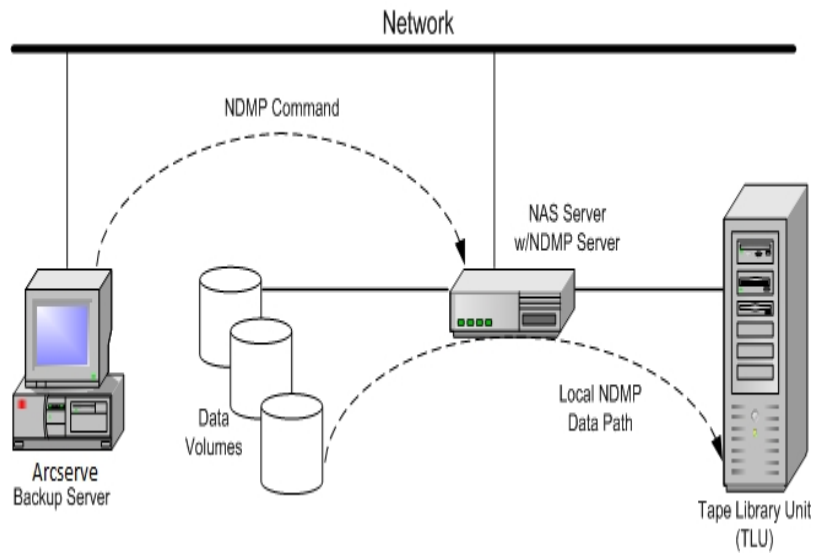 Network
NDMP Command
NAS Server
w/NDMP Server
Data
Volumes
Local NDMP
Data Path
Arcserve
Backup Server
Tape Library Unit
(TLU)